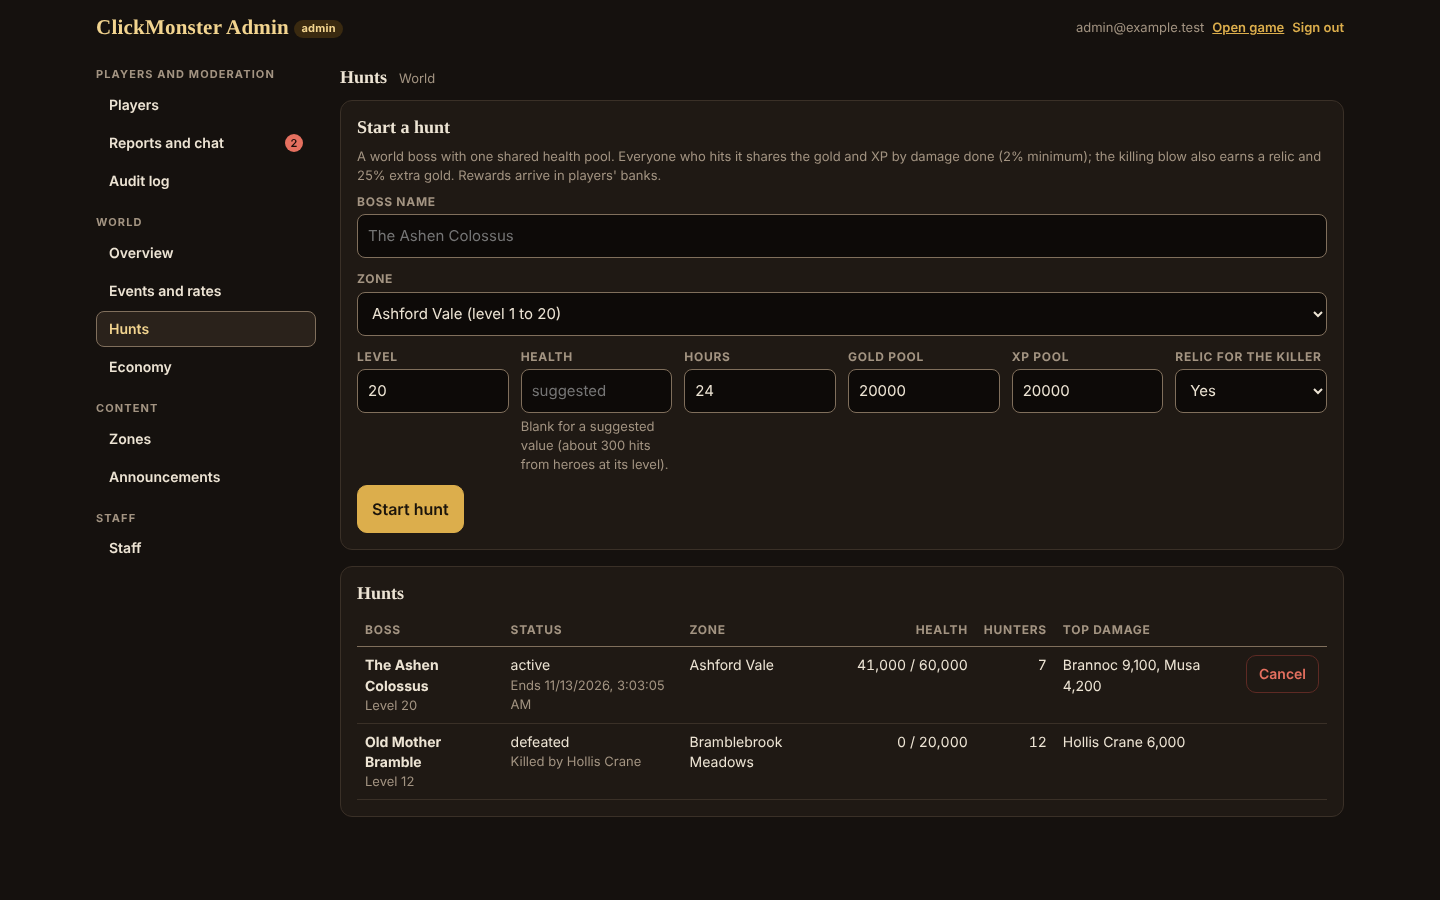 ClickMonster Admin admin
admin@example.test Open game Sign out
PLAYERS AND MODERATION
Players
Reports and chat 2
Audit log
WORLD
Overview
Events and rates
Hunts
Economy
CONTENT
Zones
Announcements
STAFF
Staff
Hunts World
Start a hunt
A world boss with one shared health pool. Everyone who hits it shares the gold and XP by damage done (2% minimum); the killing blow also earns a relic and
25% extra gold. Rewards arrive in players' banks.
BOSS NAME
The Ashen Colossus
ZONE
Ashford Vale (level 1 to 20)
LEVEL HEALTH HOURS GOLD POOL XP POOL RELIC FOR THE KILLER
20 suggested 24 20000 20000 Yes
Blank for a suggested
value (about 300 hits
from heroes at its level).
Start hunt
Hunts
BOSS STATUS ZONE HEALTH HUNTERS TOP DAMAGE
The Ashen
Colossus
Level 20
active
Ends 11/13/2026, 3:03:05
AM
Ashford Vale
41,000 / 60,000
7
Brannoc 9,100, Musa
4,200
Cancel
Old Mother
Bramble
Level 12
defeated
Killed by Hollis Crane
Bramblebrook
Meadows
0 / 20,000
12
Hollis Crane 6,000